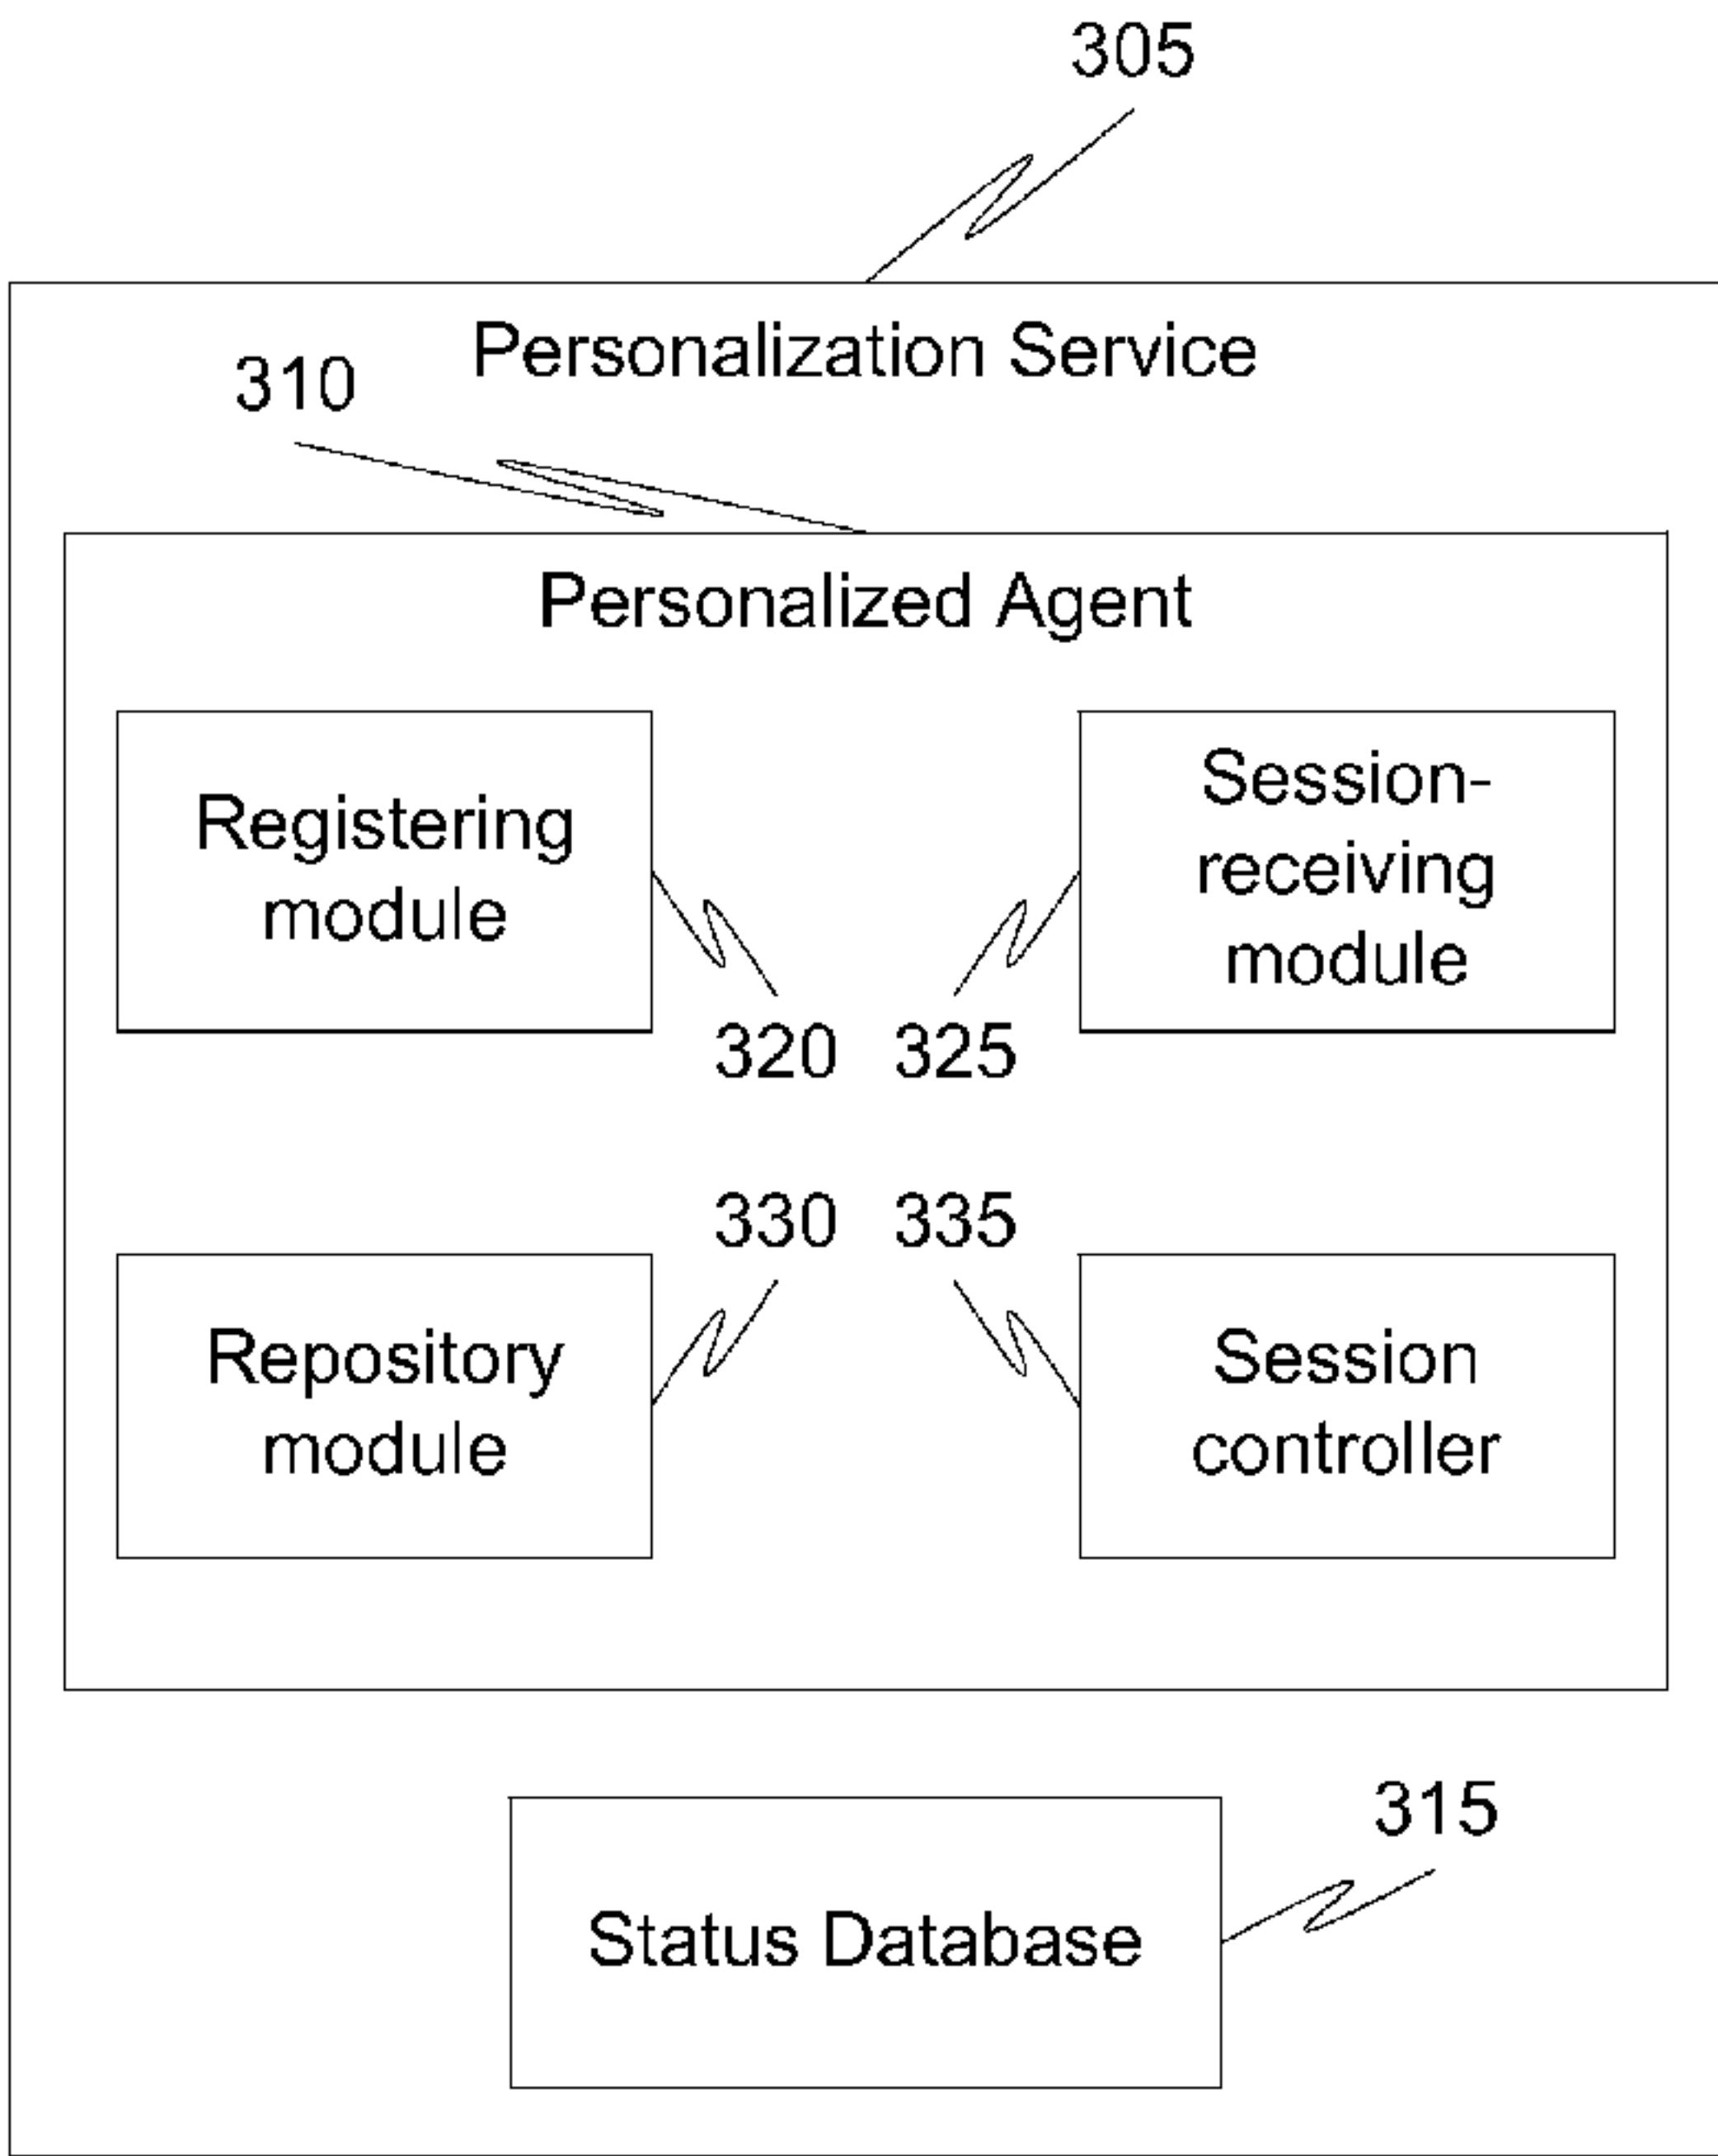 305
Personalization Service
310
Personalized Agent
Registering
module
Session-
receiving
module
320
325
330
335
Repository
module
Session
controller
315
Status Database